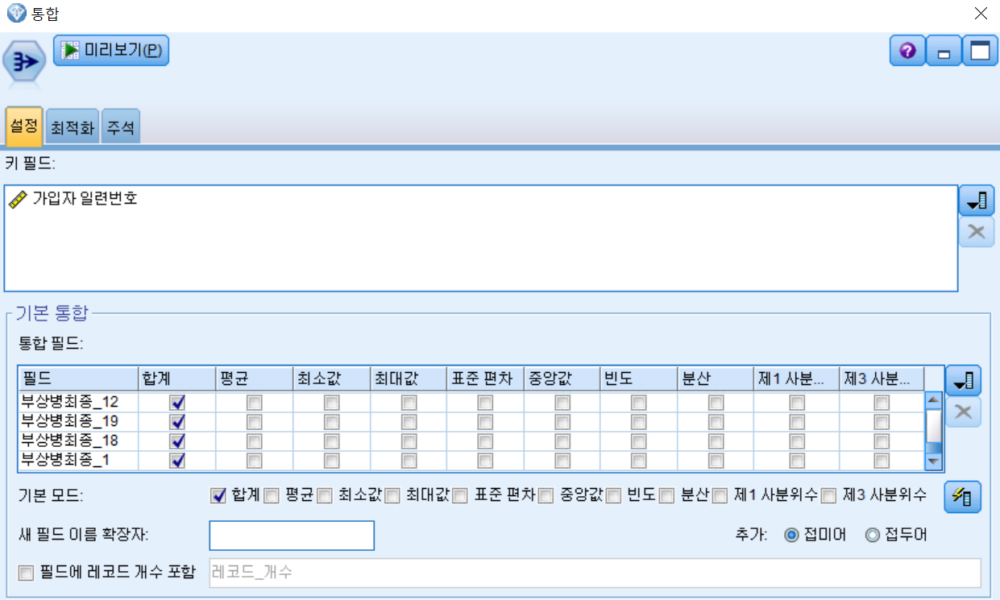 통합
미리보기(P)
설정 최적화 주석
키 필드:
가입자 일련번호
기본 통합
통합 필드:
필드 합계 평균 최소값 최대값 표준 편차 중앙값 빈도 분산 제1 사분... 제3 사분...
부상병최종_12
부상병최종_19
부상병최종_18
부상병최종_1
기본 모드: 합계 평균 최소값 최대값 표준 편차 중앙값 빈도 분산 제1 사분위수 제3 사분위수
새 필드 이름 확장자: 추가: 접미어 접두어
필드에 레코드 개수 포함 레코드_개수